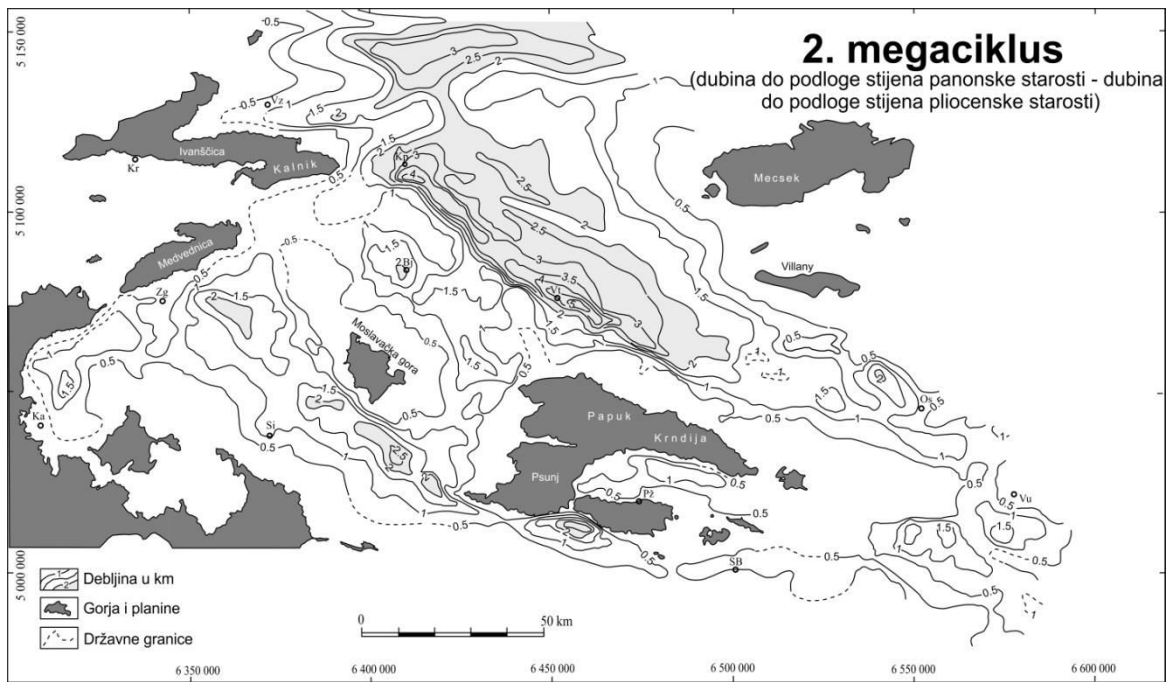 2. megaciklus
(dubina do podloge stijena panonske starosti - dubina
do podloge stijena pliocenske starosti)
5 150 000
5 100 000
5 000 000
Vž
Ivanščica
Kr
Kalnik
Kp
Mecsek
Medvednica
Villany
Zg
Bj
Vt
Moslavačka gora
Ka
Si
Papuk
Krndija
Os
Psunj
Pž
Vu
SB
Debljina u km
Gorja i planine
Državne granice
0 50 km
6 350 000 6 400 000 6 450 000 6 500 000 6 550 000 6 600 000